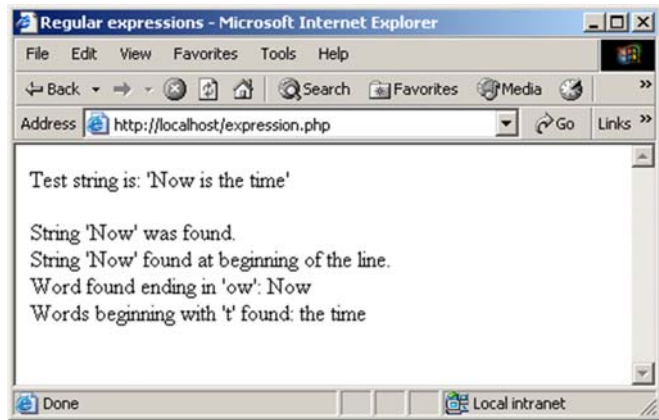 Regular expressions - Microsoft Internet Explorer
File Edit View Favorites Tools Help
Back Search Favorites Media »
Address http://localhost/expression.php Go Links »
Test string is: 'Now is the time'
String 'Now' was found.
String 'Now' found at beginning of the line.
Word found ending in 'ow': Now
Words beginning with 't' found: the time
Done Local intranet